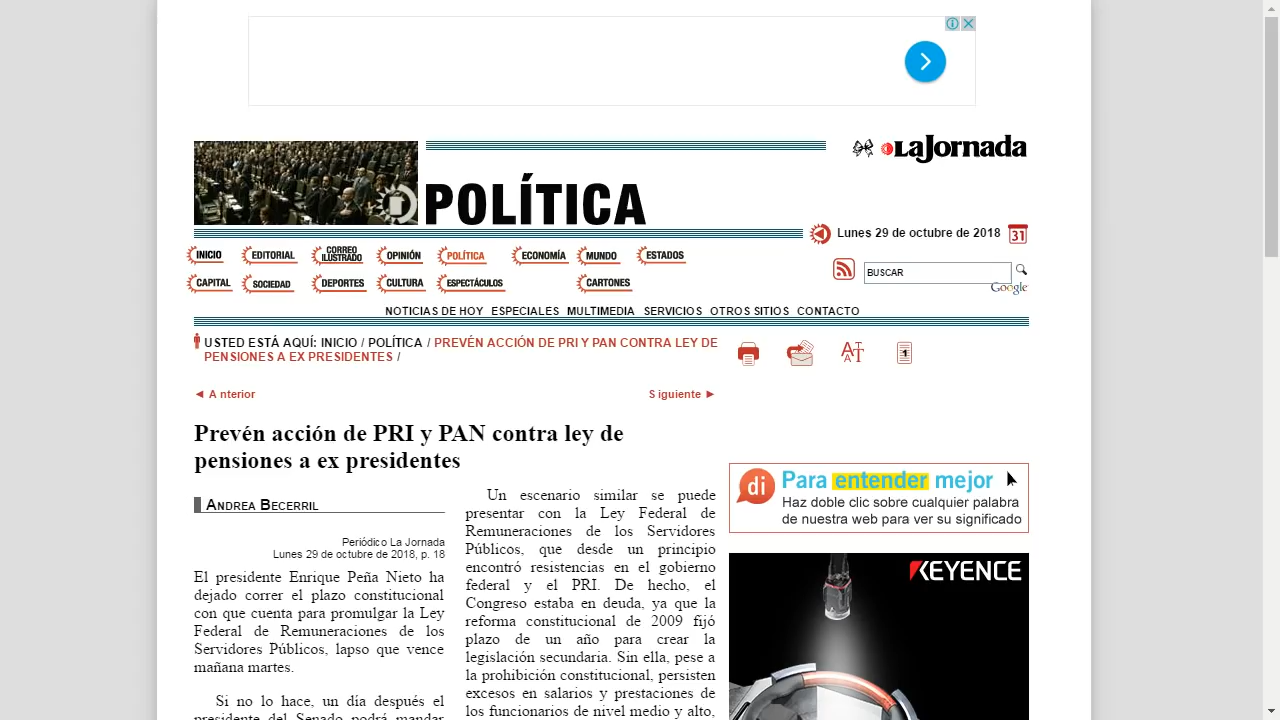 La Jornada
POLÍTICA
Lunes 29 de octubre de 2018
31
INICIO
EDITORIAL
CORREO
ILUSTRADO
OPINIÓN
POLÍTICA
ECONOMÍA
MUNDO
ESTADOS
CAPITAL
SOCIEDAD
DEPORTES
CULTURA
ESPECTÁCULOS
CARTONES
BUSCAR
Google
NOTICIAS DE HOY ESPECIALES MULTIMEDIA SERVICIOS OTROS SITIOS CONTACTO
USTED ESTÁ AQUÍ: INICIO / POLÍTICA / PREVÉN ACCIÓN DE PRI Y PAN CONTRA LEY DE
PENSIONES A EX PRESIDENTES /
◄ A nterior
S iguiente ►
Prevén acción de PRI y PAN contra ley de
pensiones a ex presidentes
Andrea Becerril
Periódico La Jornada
Lunes 29 de octubre de 2018, p. 18
El presidente Enrique Peña Nieto ha
dejado correr el plazo constitucional
con que cuenta para promulgar la Ley
Federal de Remuneraciones de los
Servidores Públicos, lapso que vence
mañana martes.
Si no lo hace, un día después el
presidente del Senado podrá mandar
Un escenario similar se puede
presentar con la Ley Federal de
Remuneraciones de los Servidores
Públicos, que desde un principio
encontró resistencias en el gobierno
federal y el PRI. De hecho, el
Congreso estaba en deuda, ya que la
reforma constitucional de 2009 fijó
plazo de un año para crear la
legislación secundaria. Sin ella, pese a
la prohibición constitucional, persisten
excesos en salarios y prestaciones de
los funcionarios de nivel medio y alto,
di
Para entender mejor
Haz doble clic sobre cualquier palabra
de nuestra web para ver su significado
KEYENCE